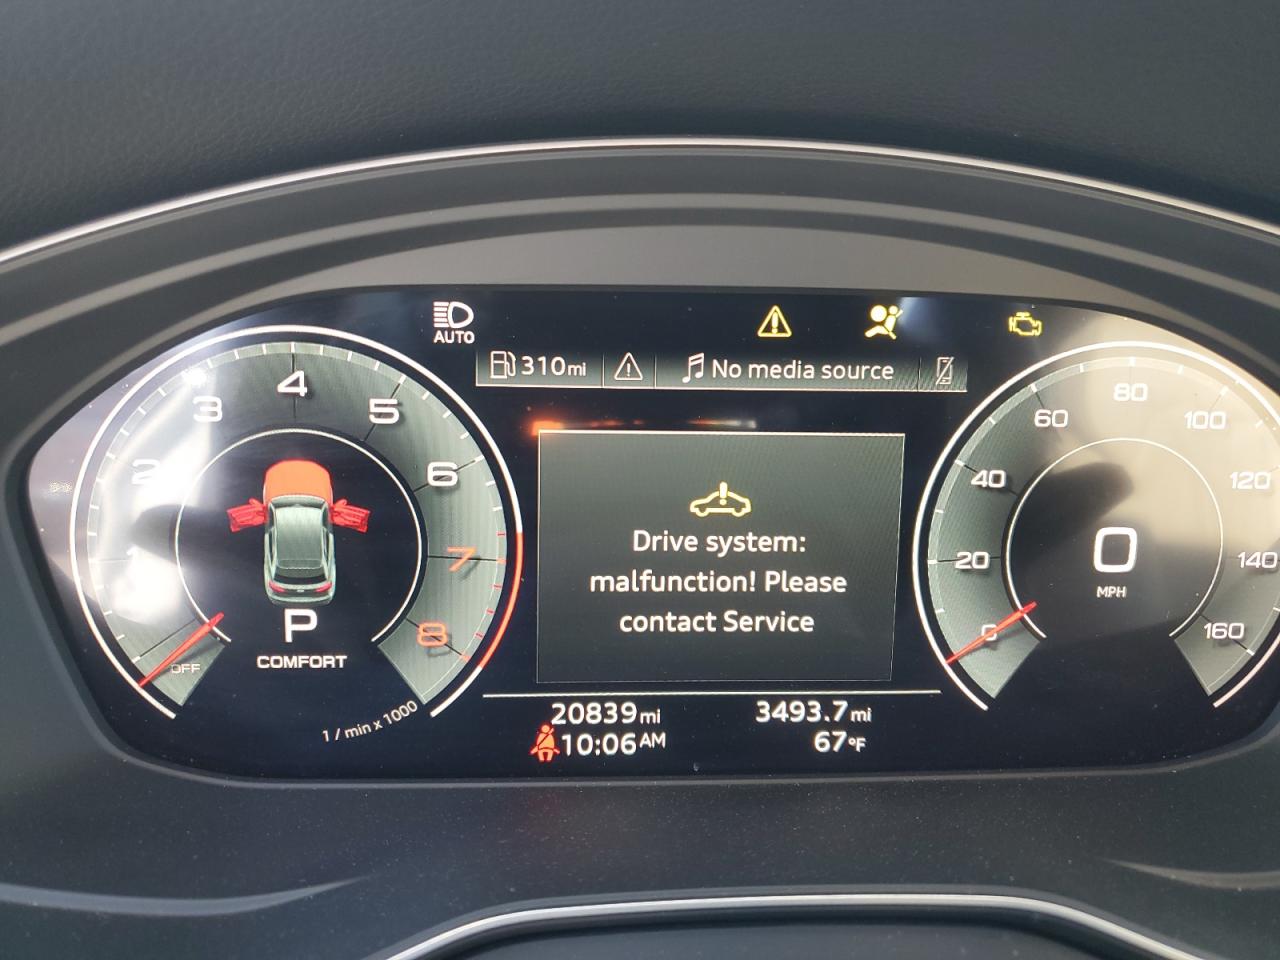 AUTO
310mi
No media source
1
2
3
4
5
6
7
8
OFF
P
COMFORT
1 / min x 1000
Drive system:
malfunction! Please
contact Service
20839mi
3493.7mi
10:06AM
67°F
0
20
40
60
80
100
120
140
160
0
MPH